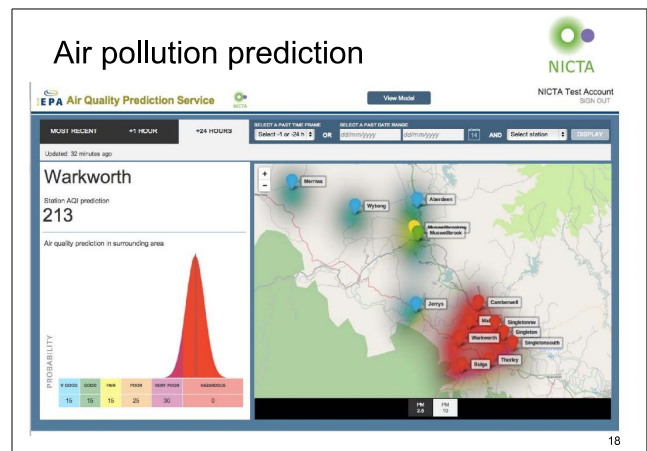 Air pollution prediction
NICTA
EPA Air Quality Prediction Service
NICTA
View Model
NICTA Test Account
SIGN OUT
MOST RECENT
+1 HOUR
+24 HOURS
SELECT A PAST TIME FRAME
Select -1 or -24 h
OR
SELECT A PAST DATE RANGE
dd/mm/yyyy
dd/mm/yyyy
14
AND
Select station
DISPLAY
Updated: 32 minutes ago
Warkworth
Station AQI prediction
213
Air quality prediction in surrounding area
PROBABILITY
V GOOD GOOD FAIR POOR VERY POOR HAZARDOUS
15 15 15 25 30 0
+
-
Merriwa
Wybong
Aberdeen
Muswellbrook
Jerrys
Camberwell
Singletonnw
Singleton
Warkworth
Singletonsouth
Bulga
Thorley
PM 2.5
PM 10
18